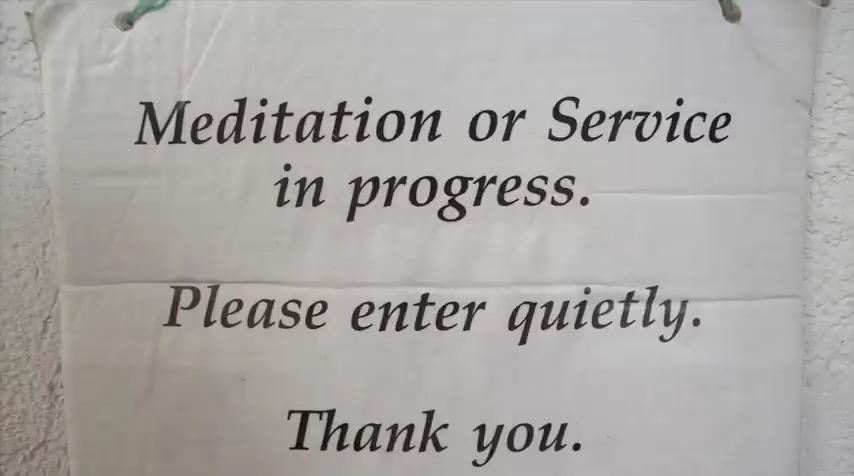 Meditation or Service
in progress.
Please enter quietly.
Thank you.